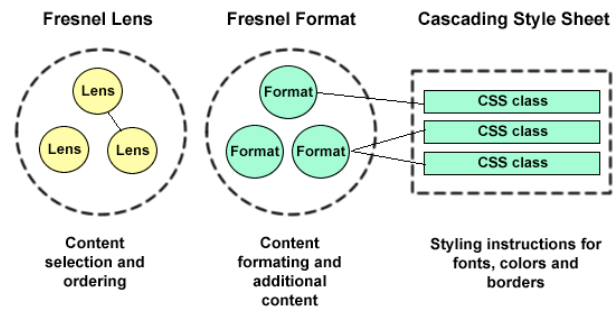 Fresnel Lens
Fresnel Format
Cascading Style Sheet
Lens
Lens
Lens
Format
Format
Format
CSS class
CSS class
CSS class
Content
selection and
ordering
Content
formating and
additional
content
Styling instructions for
fonts, colors and
borders